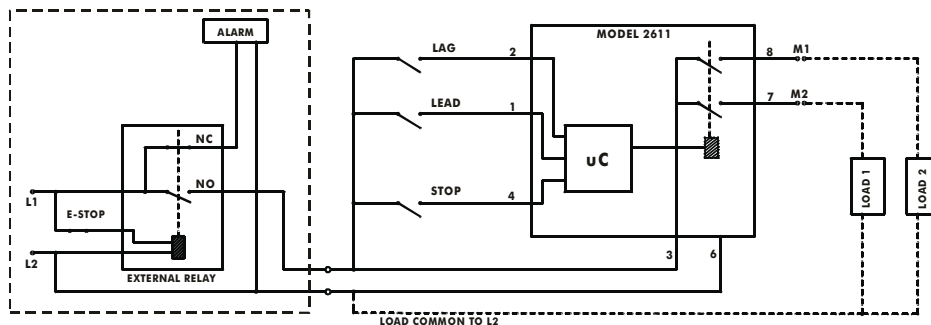 ALARM
NC
NO
L1
E-STOP
L2
EXTERNAL RELAY
LAG
2
LEAD
1
STOP
4
MODEL 2611
uC
8
M1
7
M2
3
6
LOAD 1
LOAD 2
LOAD COMMON TO L2